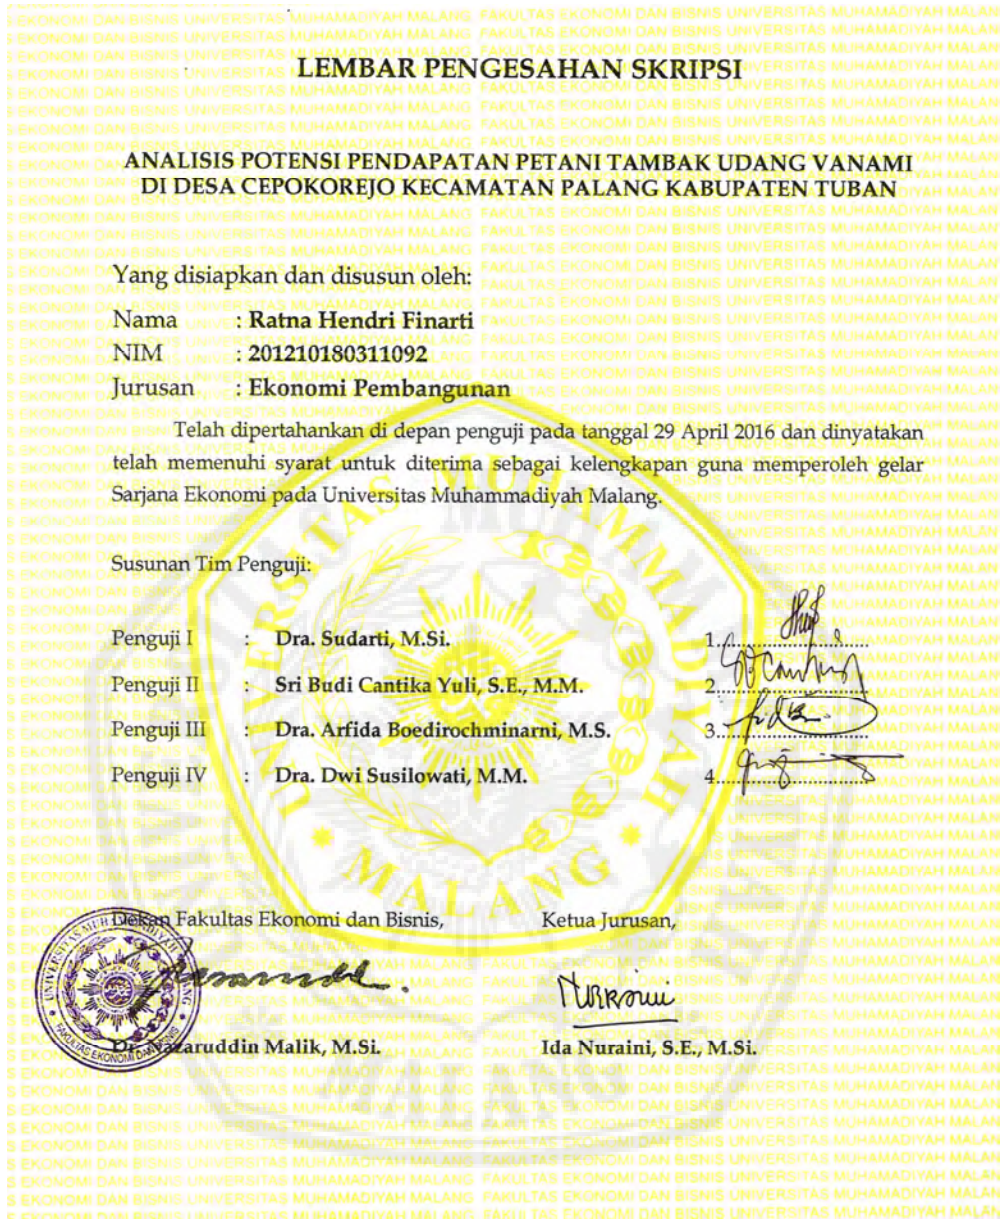 LEMBAR PENGESAHAN SKRIPSI
ANALISIS POTENSI PENDAPATAN PETANI TAMBAK UDANG VANAMI
DI DESA CEPOKOREJO KECAMATAN PALANG KABUPATEN TUBAN
Yang disiapkan dan disusun oleh:
Nama : Ratna Hendri Finarti
NIM : 201210180311092
Jurusan : Ekonomi Pembangunan
Telah dipertahankan di depan penguji pada tanggal 29 April 2016 dan dinyatakan
telah memenuhi syarat untuk diterima sebagai kelengkapan guna memperoleh gelar
Sarjana Ekonomi pada Universitas Muhammadiyah Malang.
Susunan Tim Penguji:
Penguji I : Dra. Sudarti, M.Si. 1.
Penguji II : Sri Budi Cantika Yuli, S.E., M.M. 2.
Penguji III : Dra. Arfida Boedirochminarni, M.S. 3.
Penguji IV : Dra. Dwi Susilowati, M.M. 4.
UNIVERSITAS MUHAMMADIYAH
MALANG
Dekan Fakultas Ekonomi dan Bisnis, Ketua Jurusan,
Dr. Nazaruddin Malik, M.Si. Ida Nuraini, S.E., M.Si.